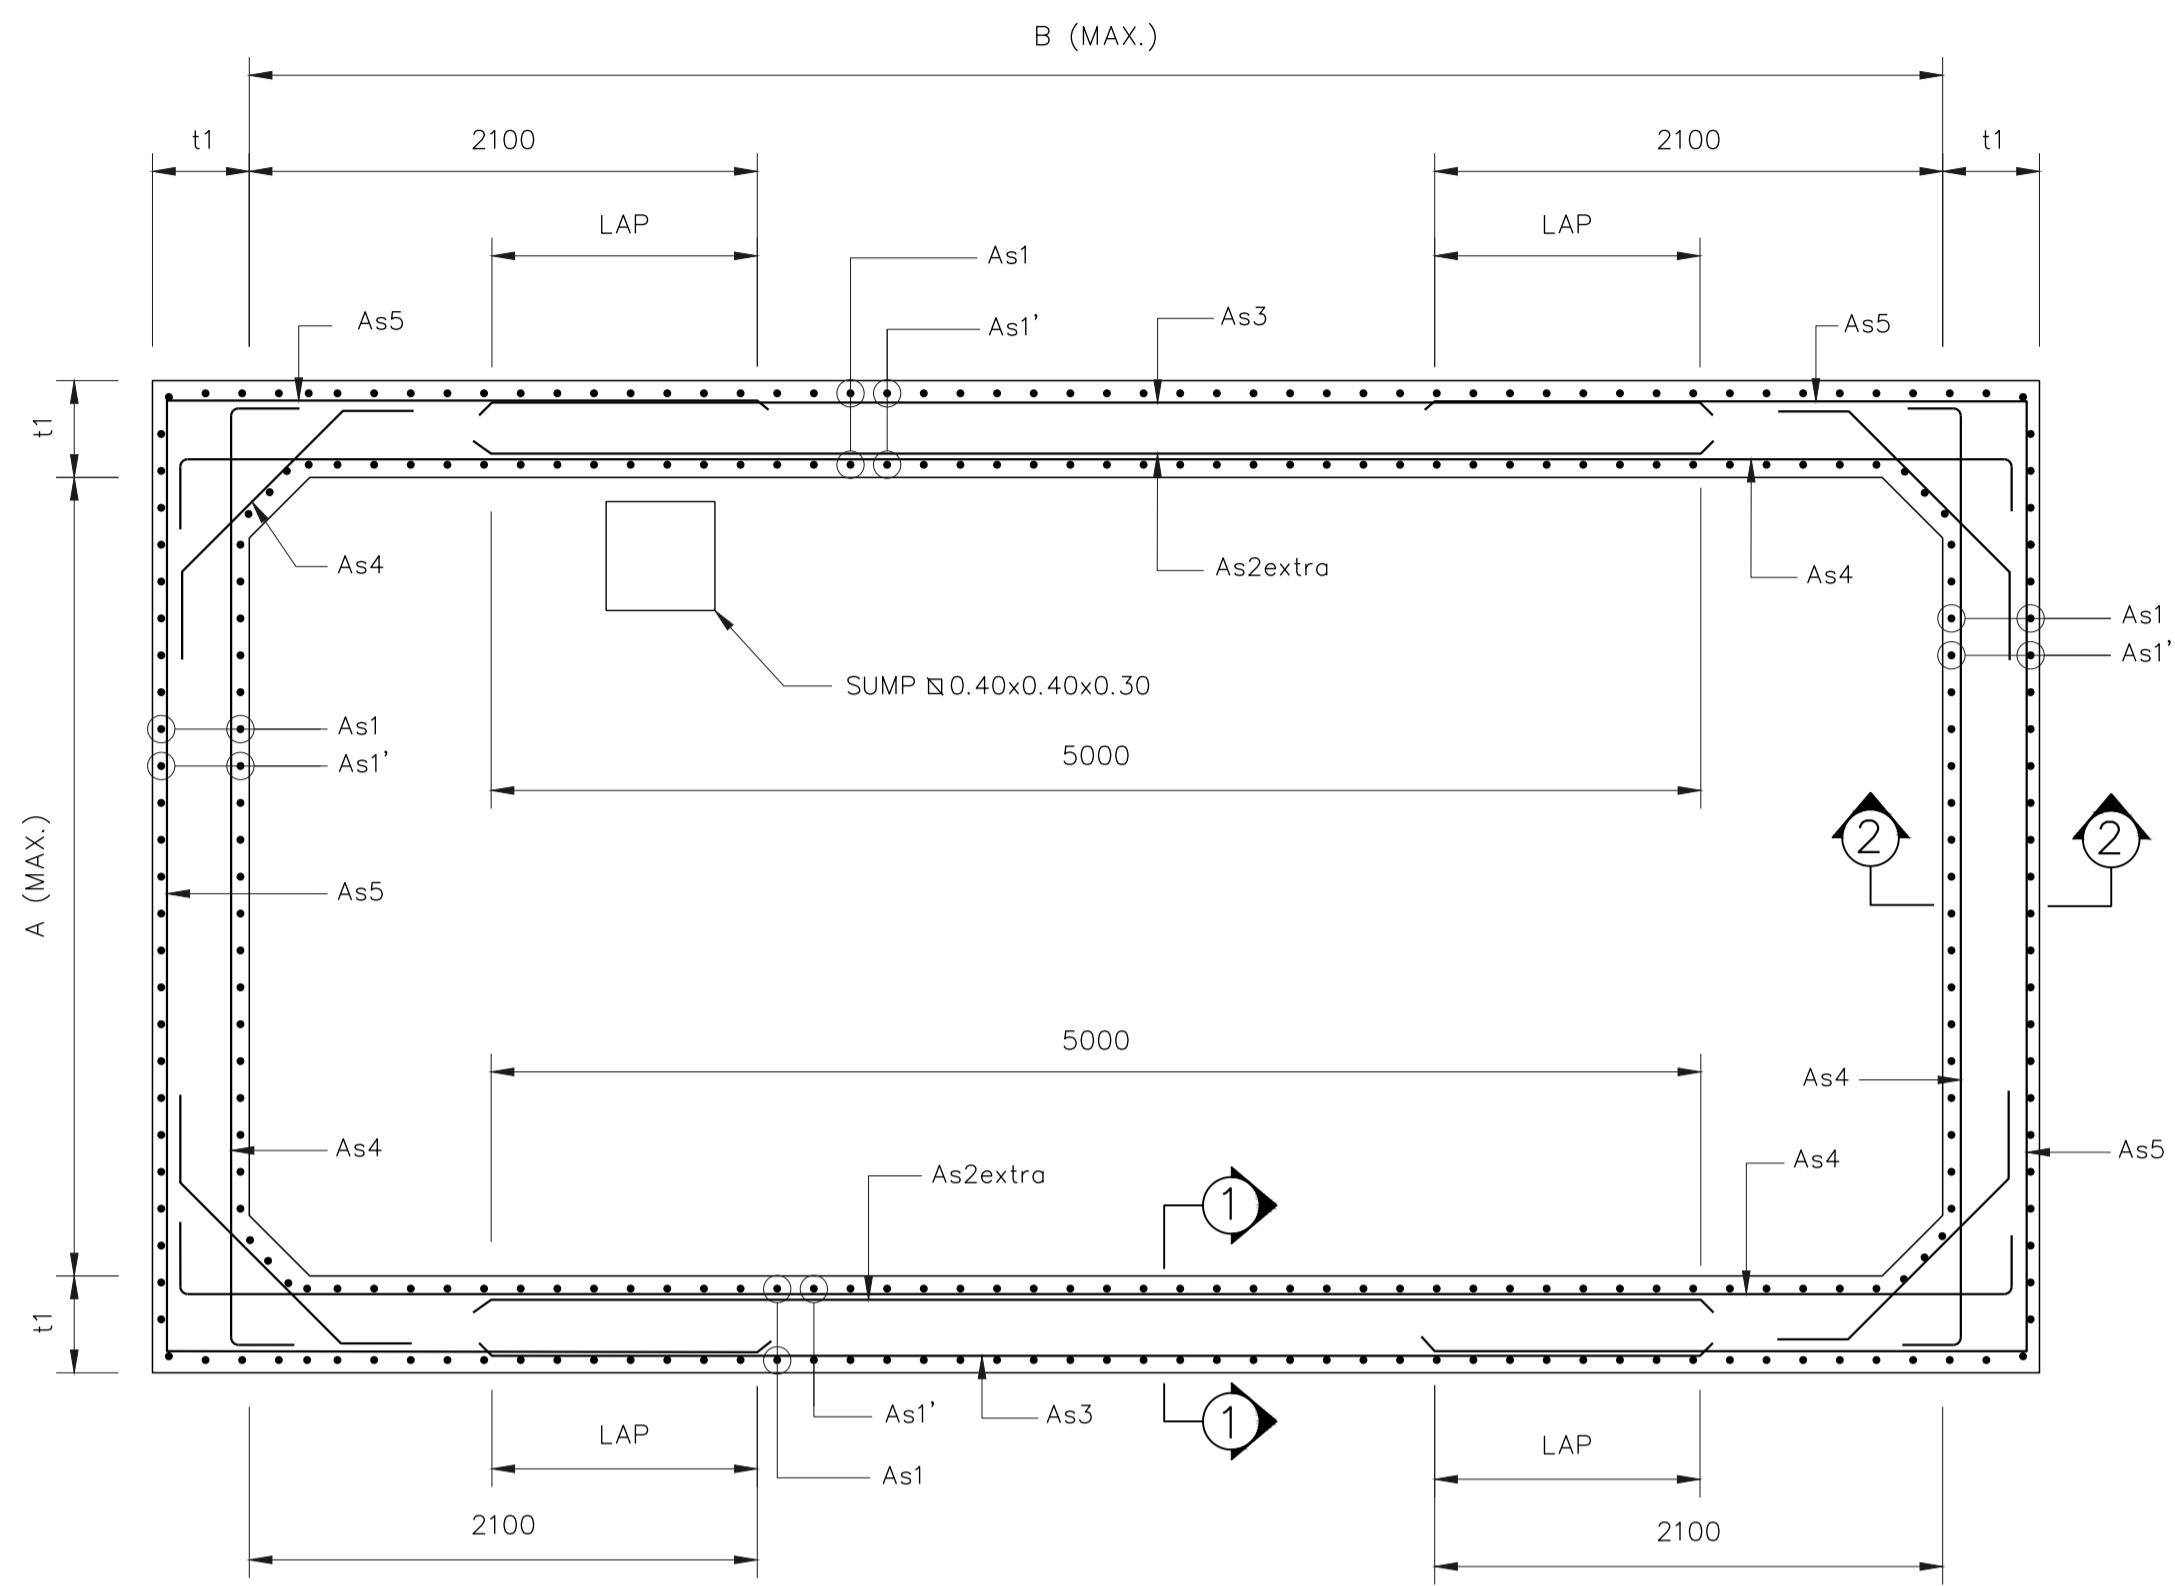 B (MAX.)
t1
2100
2100
t1
LAP
LAP
As1
As5
As1'
As3
As5
t1
As4
As2extra
As4
As1
As1'
SUMP 0.40x0.40x0.30
As1
As1'
5000
A (MAX.)
2
2
As5
5000
As4
As4
As2extra
As4
As5
1
t1
As1'
As3
1
LAP
LAP
As1
2100
2100